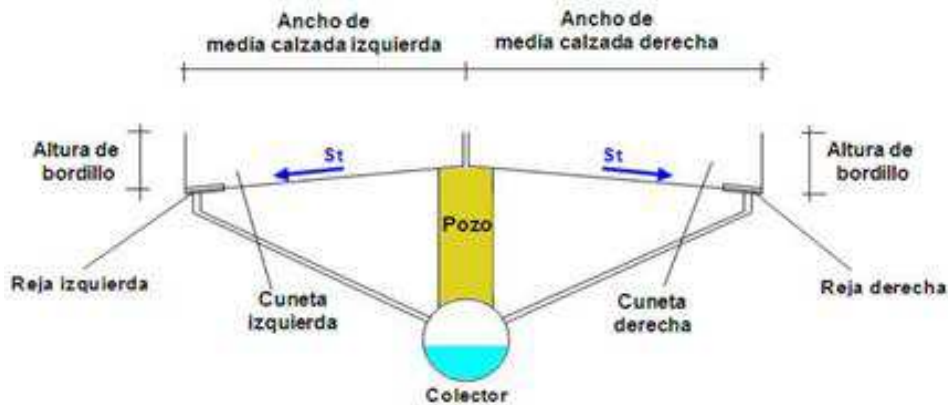 Ancho de
media calzada izquierda
Ancho de
media calzada derecha
Altura de
bordillo
St
St
Altura de
bordillo
Pozo
Reja izquierda
Cuneta
izquierda
Cuneta
derecha
Reja derecha
Colector